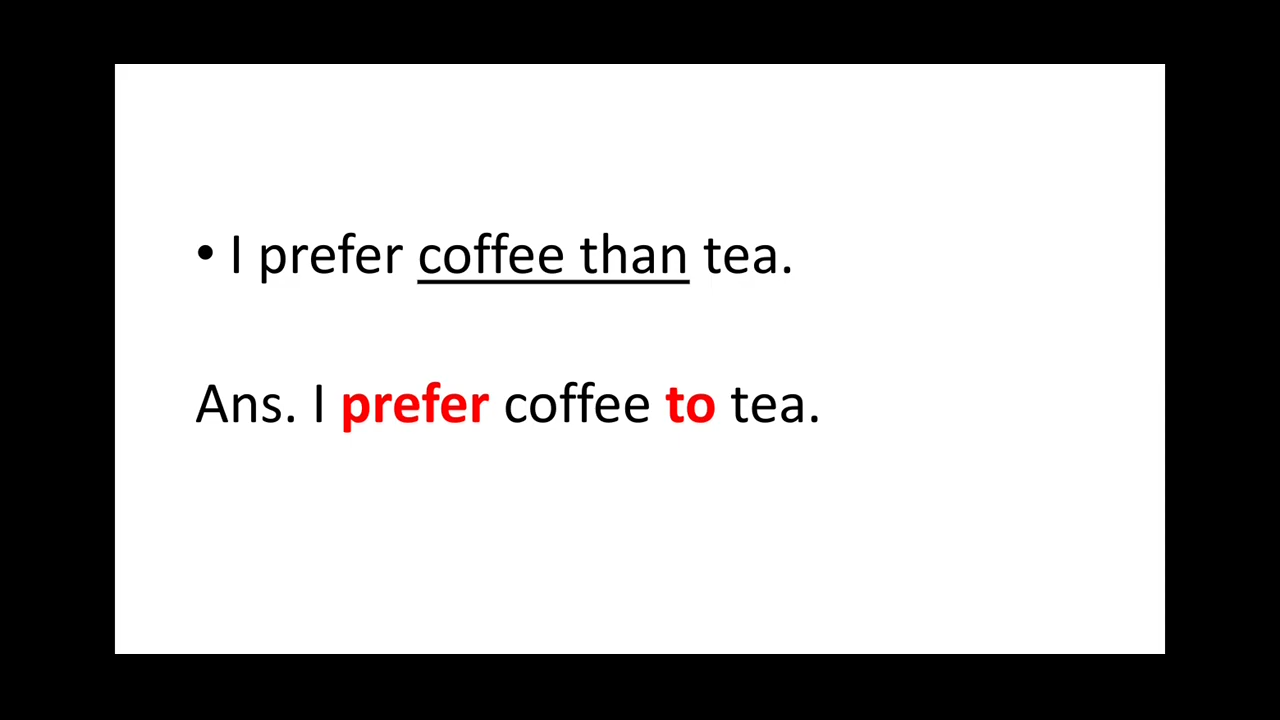 • I prefer coffee than tea.
Ans. I prefer coffee to tea.